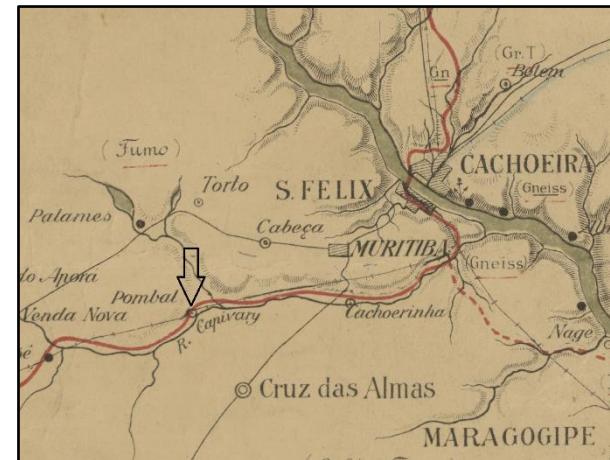 (Gr. T)
Gn
Belem
(Fumo)
CACHOEIRA
Torto
S. FELIX
(Gneiss)
Palames
Cabeça
MURITIBA
(Gneiss)
do Apora
Pombal
Venda Nova
R. Capivary
Cachoerinha
Nage
Cruz das Almas
MARAGOGIPE